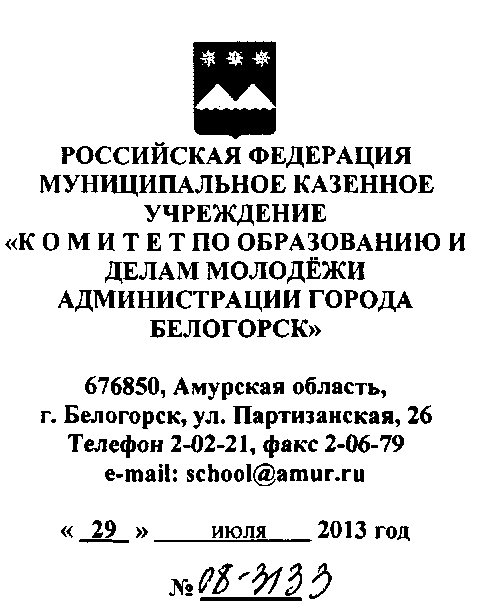 РОССИЙСКАЯ ФЕДЕРАЦИЯ
МУНИЦИПАЛЬНОЕ КАЗЕННОЕ
УЧРЕЖДЕНИЕ
«К О М И Т Е Т ПО ОБРАЗОВАНИЮ И
ДЕЛАМ МОЛОДЁЖИ
АДМИНИСТРАЦИИ ГОРОДА
БЕЛОГОРСК»
676850, Амурская область,
г. Белогорск, ул. Партизанская, 26
Телефон 2-02-21, факс 2-06-79
e-mail: school@amur.ru
« 29 » июля 2013 год
№ 08-3133